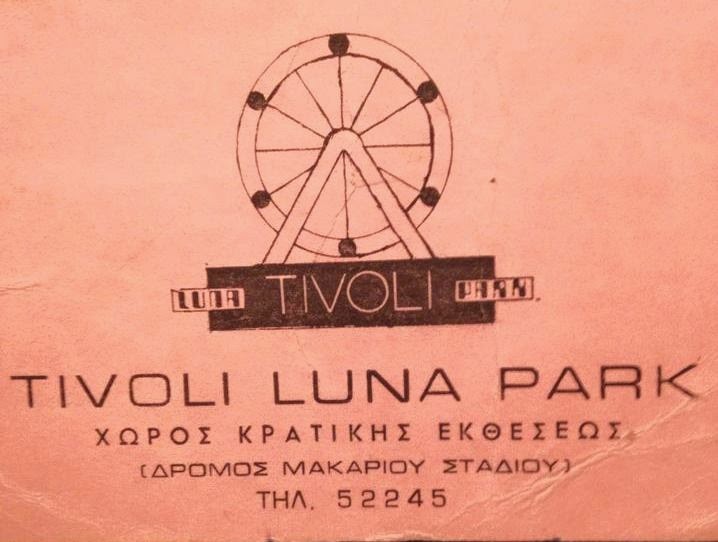 LUNA TIVOLI PARK
TIVOLI LUNA PARK
ΧΩΡΟΣ ΚΡΑΤΙΚΗΣ ΕΚΘΕΣΕΩΣ
(ΔΡΟΜΟΣ ΜΑΚΑΡΙΟΥ ΣΤΑΔΙΟΥ)
ΤΗΛ. 52245